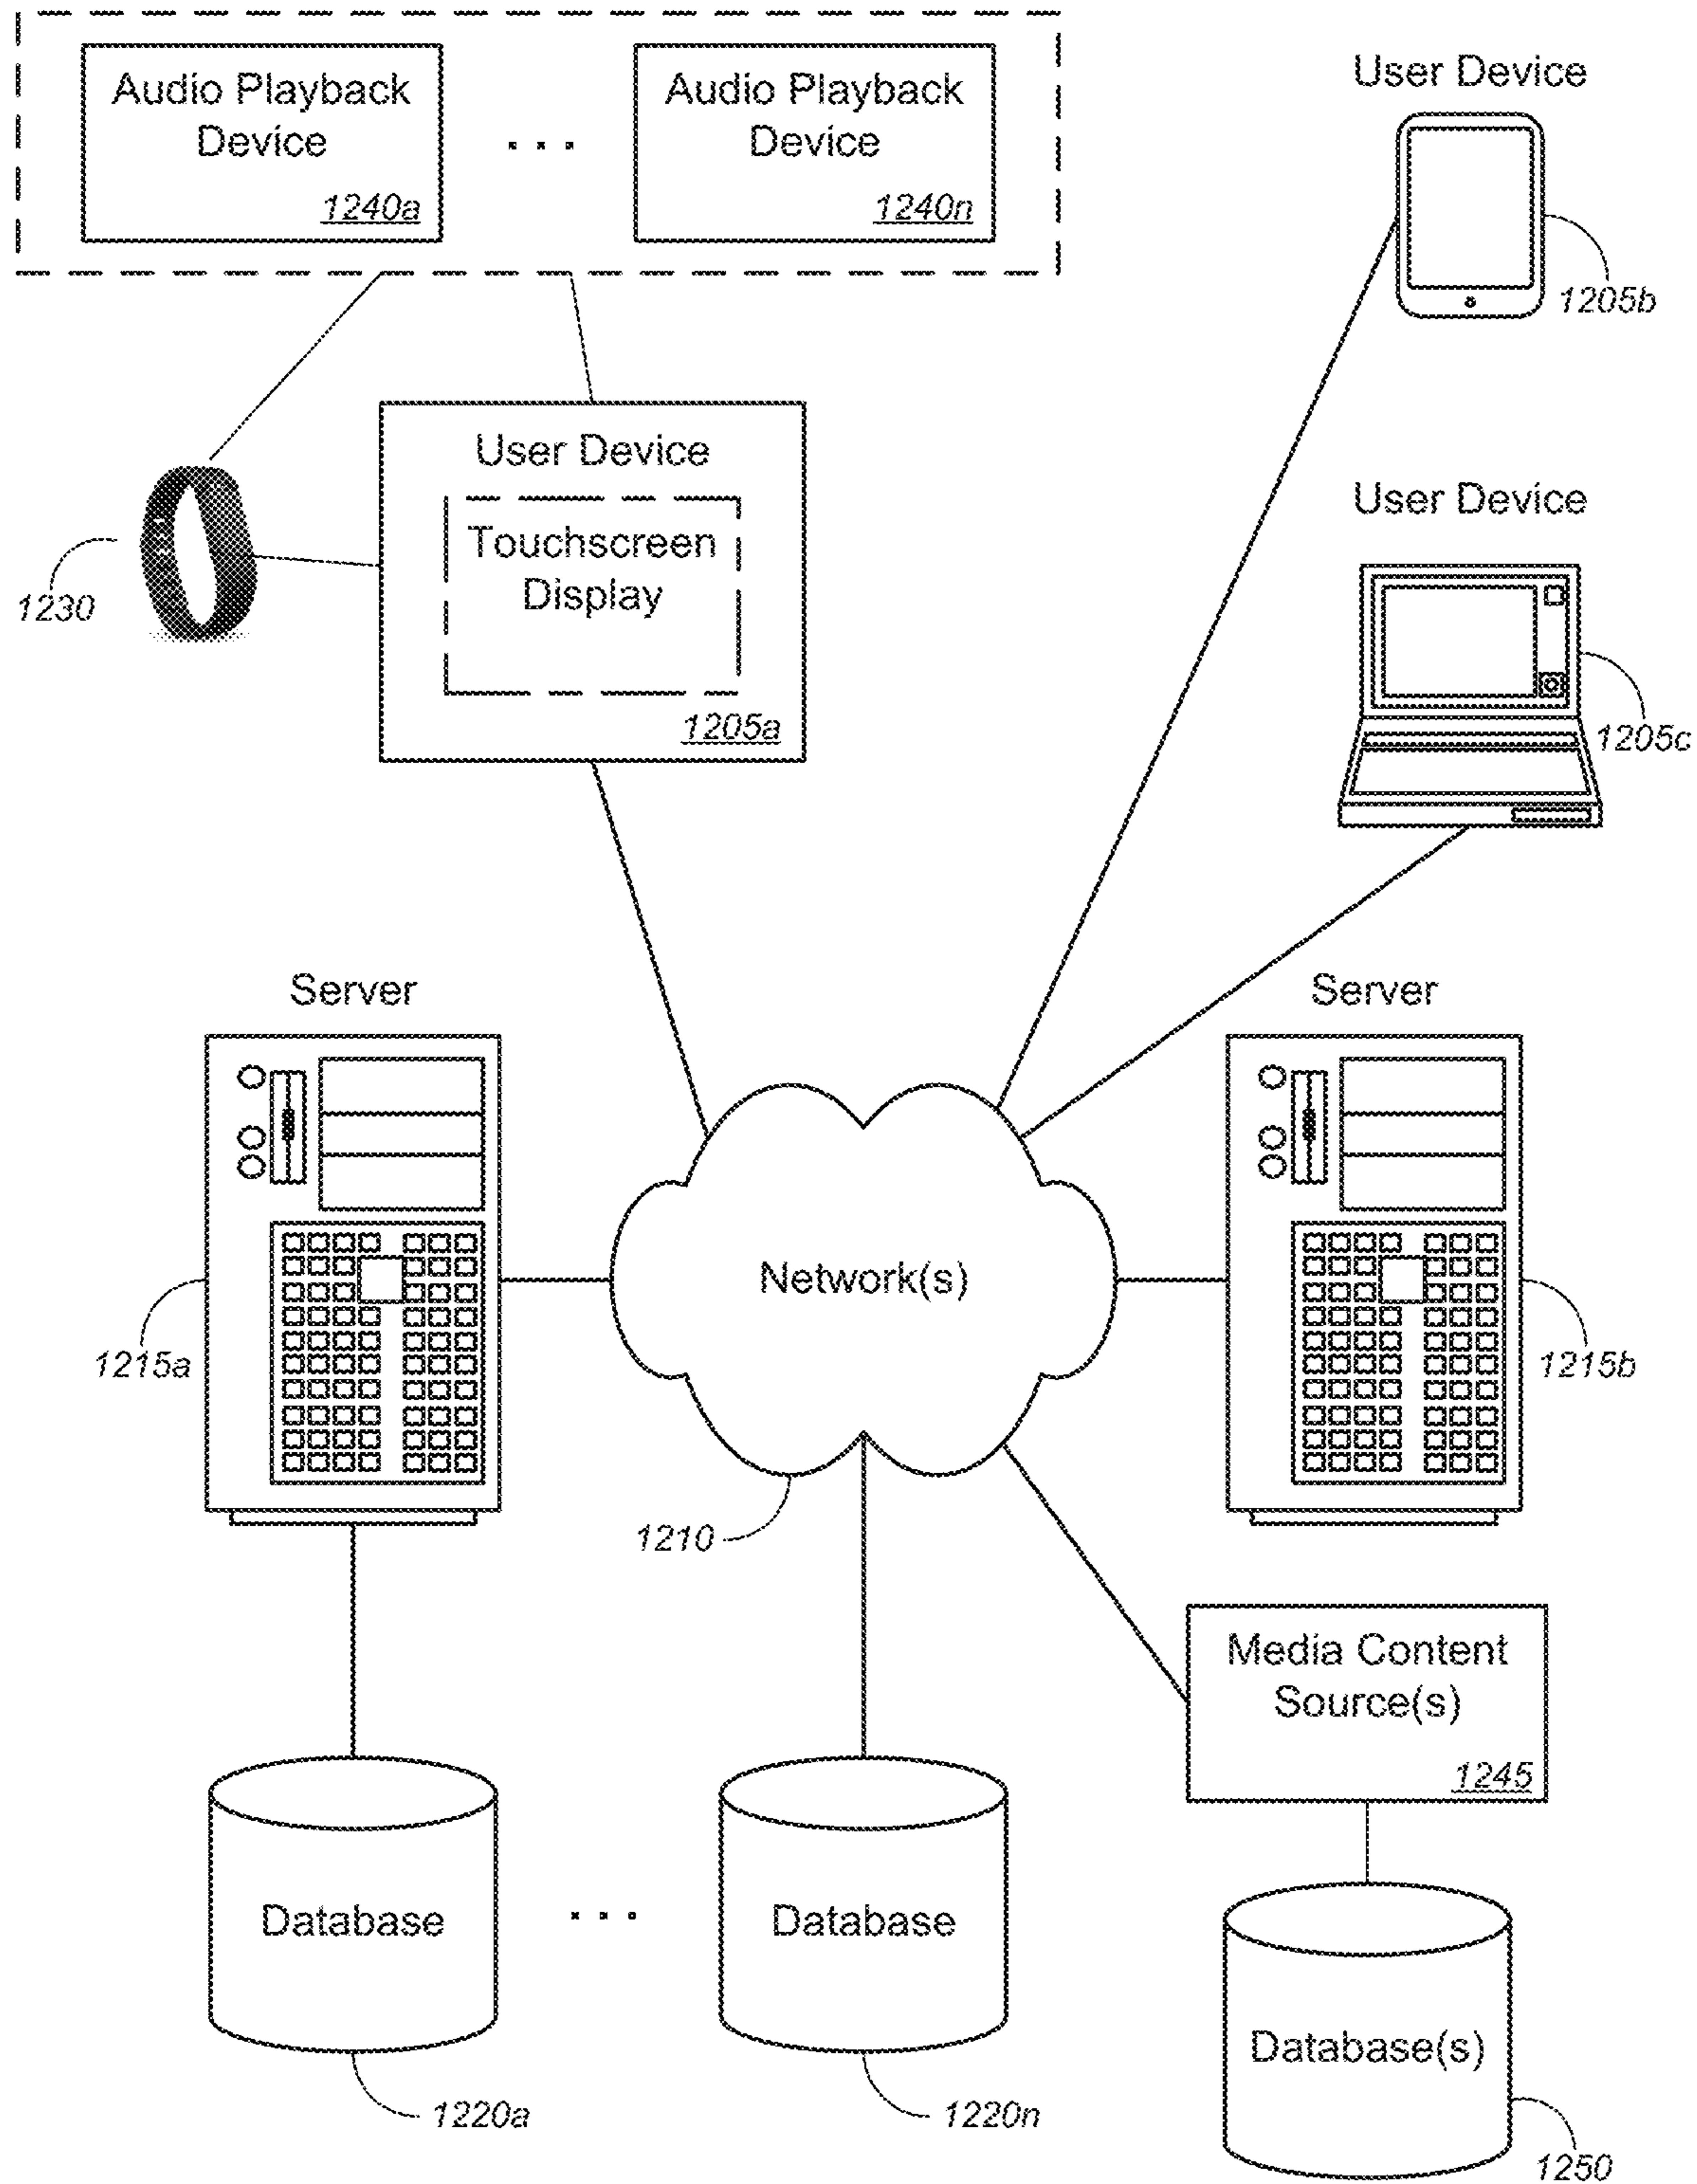 Audio Playback
Device
1240a
. . .
Audio Playback
Device
1240n
User Device
1205b
User Device
Touchscreen
Display
1205a
1230
User Device
1205c
Server
1215a
Server
1215b
Network(s)
1210
Media Content
Source(s)
1245
Database
1220a
. . .
Database
1220n
Database(s)
1250